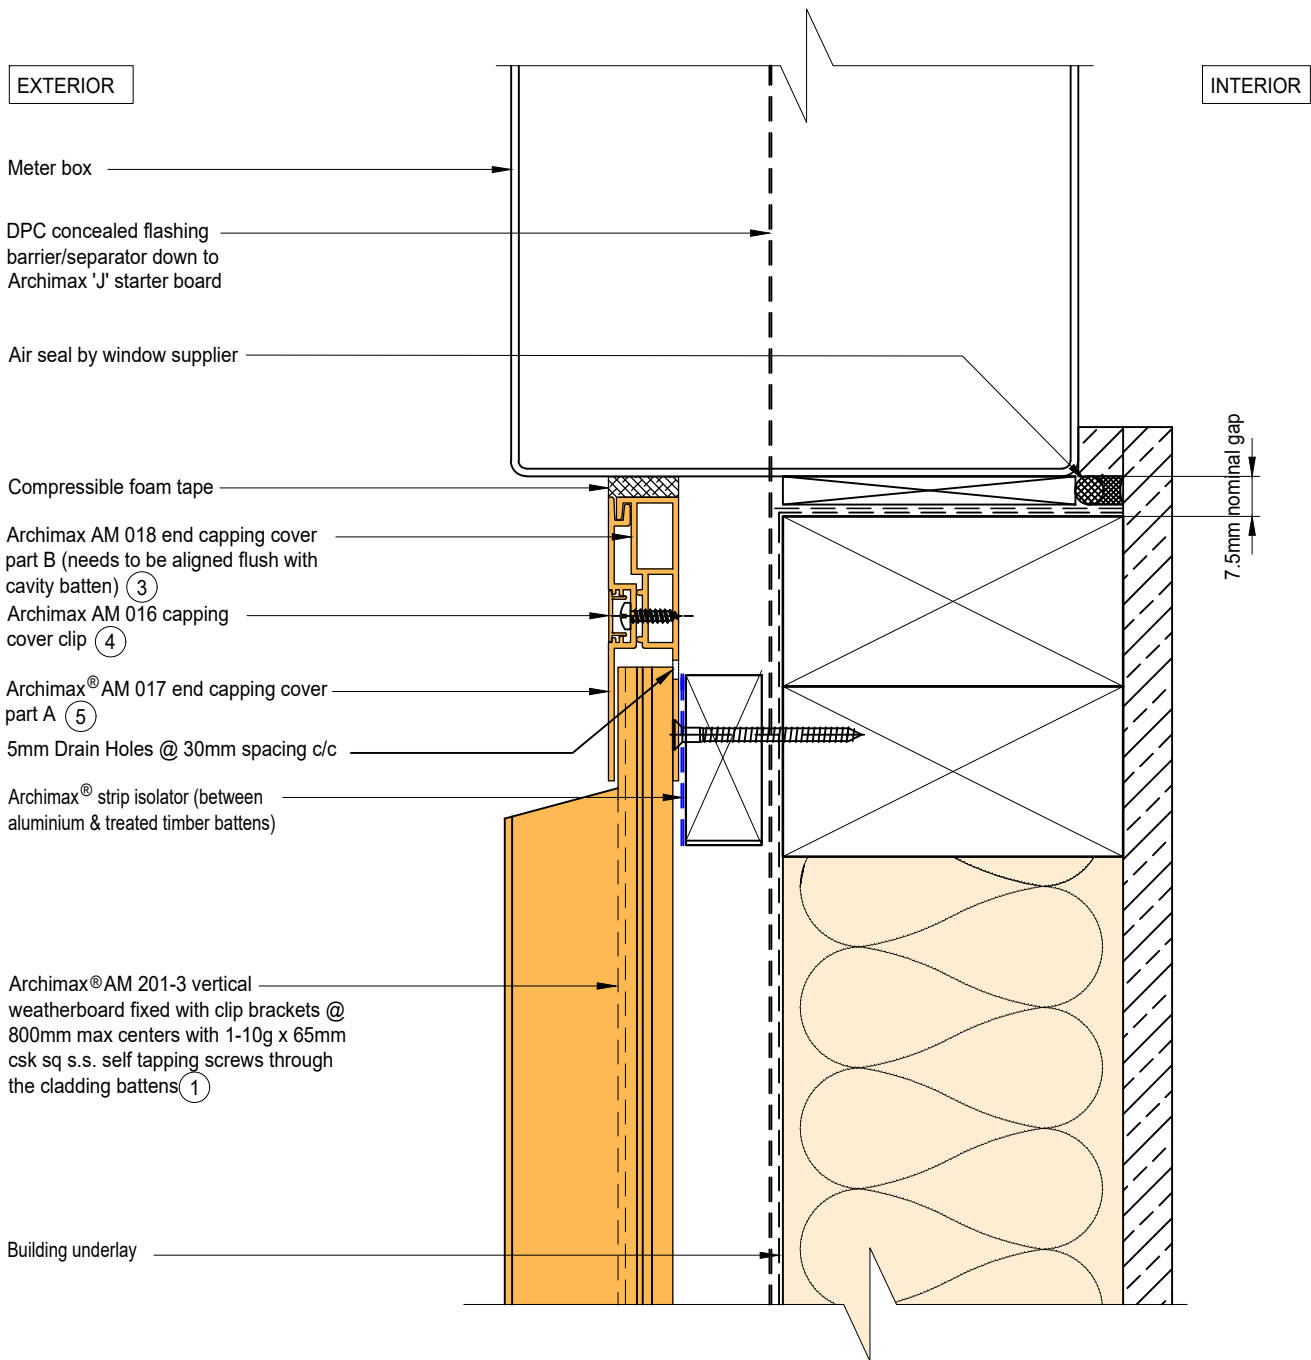 EXTERIOR
INTERIOR
Meter box
DPC concealed flashing
barrier/separator down to
Archimax 'J' starter board
Air seal by window supplier
7.5mm nominal gap
Compressible foam tape
Archimax AM 018 end capping cover
part B (needs to be aligned flush with
cavity batten) 3
Archimax AM 016 capping
cover clip 4
Archimax® AM 017 end capping cover
part A 5
5mm Drain Holes @ 30mm spacing c/c
Archimax® strip isolator (between
aluminium & treated timber battens)
Archimax® AM 201-3 vertical
weatherboard fixed with clip brackets @
800mm max centers with 1-10g x 65mm
csk sq s.s. self tapping screws through
the cladding battens 1
Building underlay